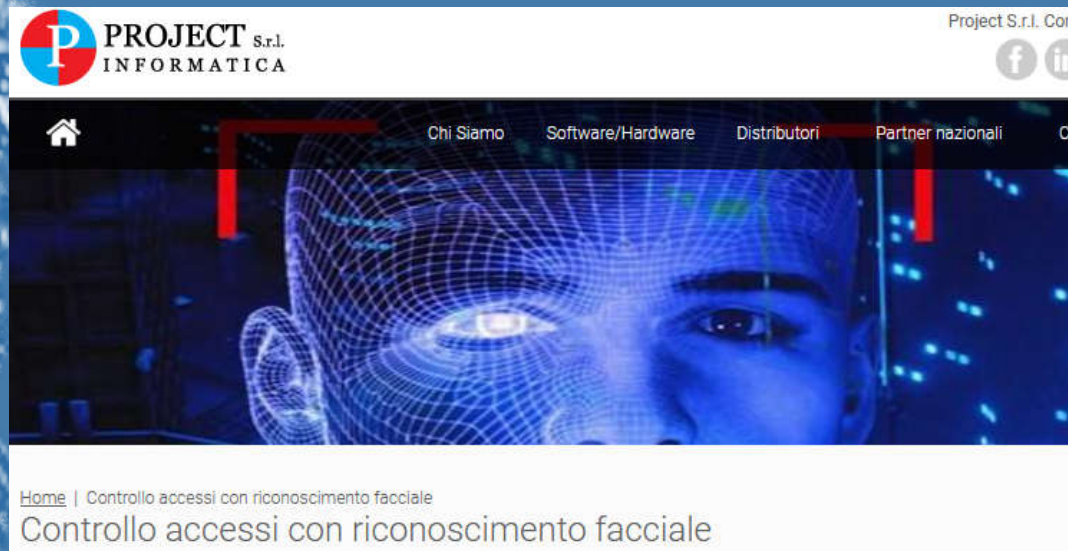 P PROJECT S.r.l.
INFORMATICA
Project S.r.l.
f in
Chi Siamo Software/Hardware Distributori Partner nazionali
Home | Controllo accessi con riconoscimento facciale
Controllo accessi con riconoscimento facciale